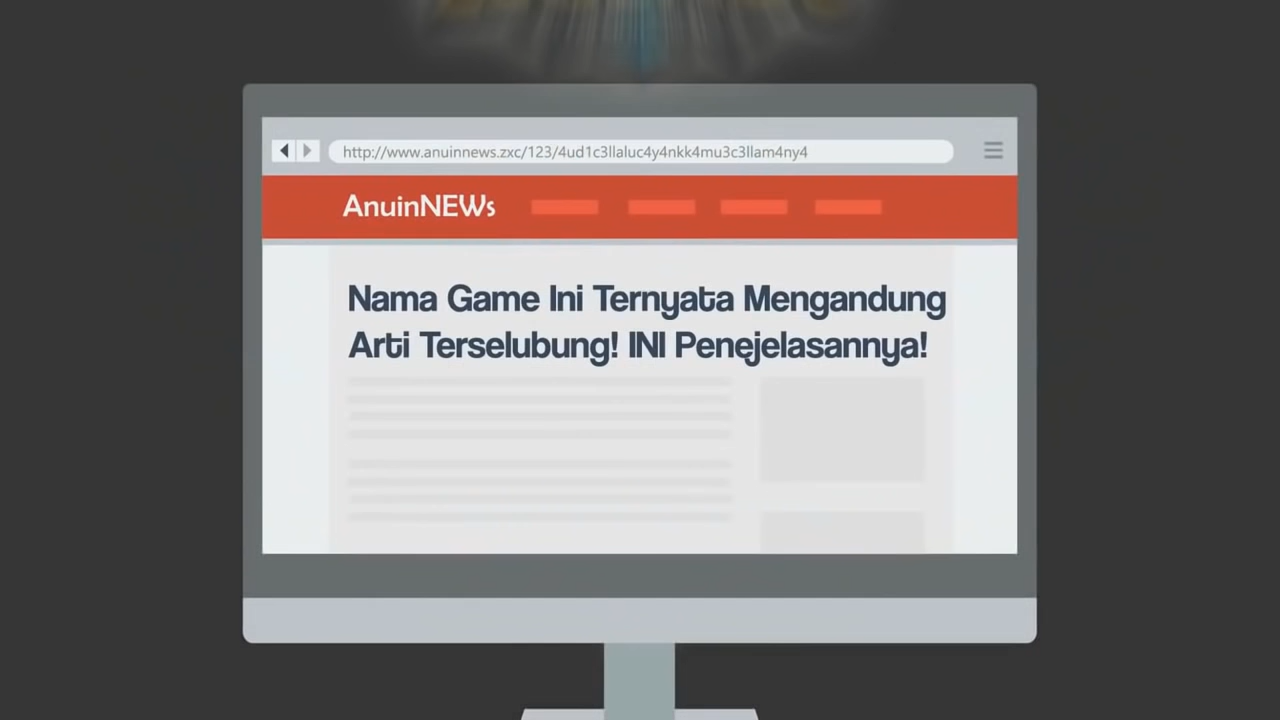 http://www.anuinnews.zxc/123/4ud1c3llaluc4y4nkk4mu3c3llam4ny4
AnuinNEWs
Nama Game Ini Ternyata Mengandung
Arti Terselubung! INI Penejelasannya!